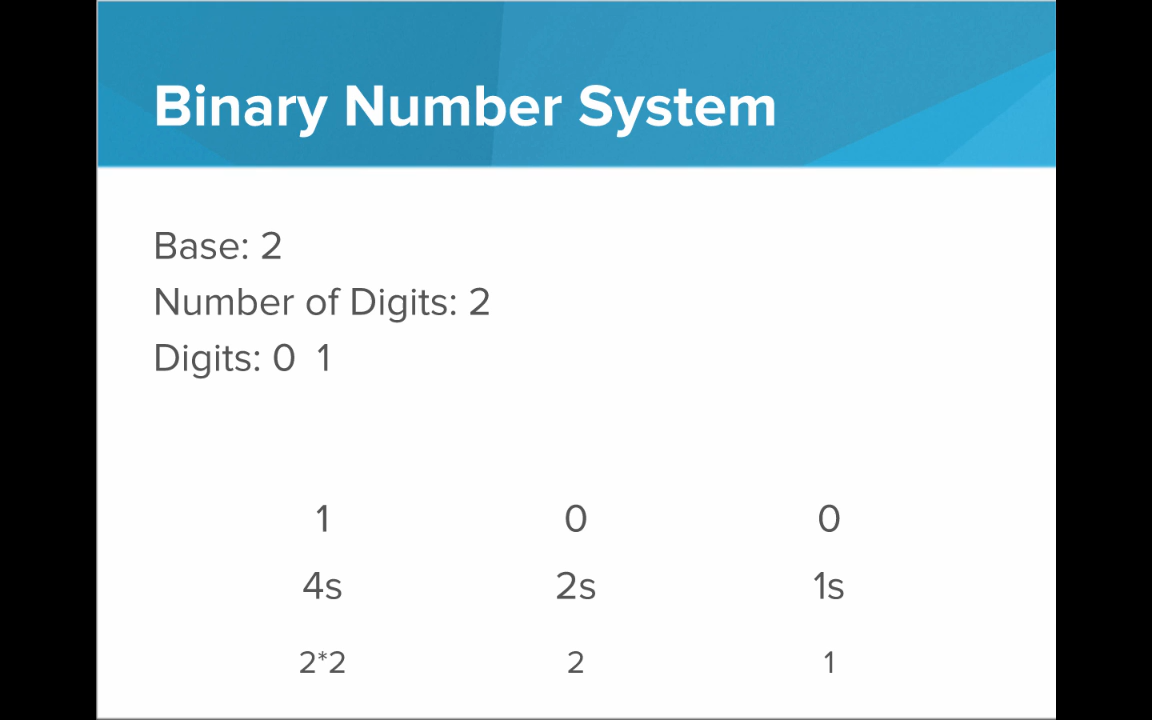 Binary Number System
Base: 2
Number of Digits: 2
Digits: 0 1
1 0 0
4s 2s 1s
2*2 2 1